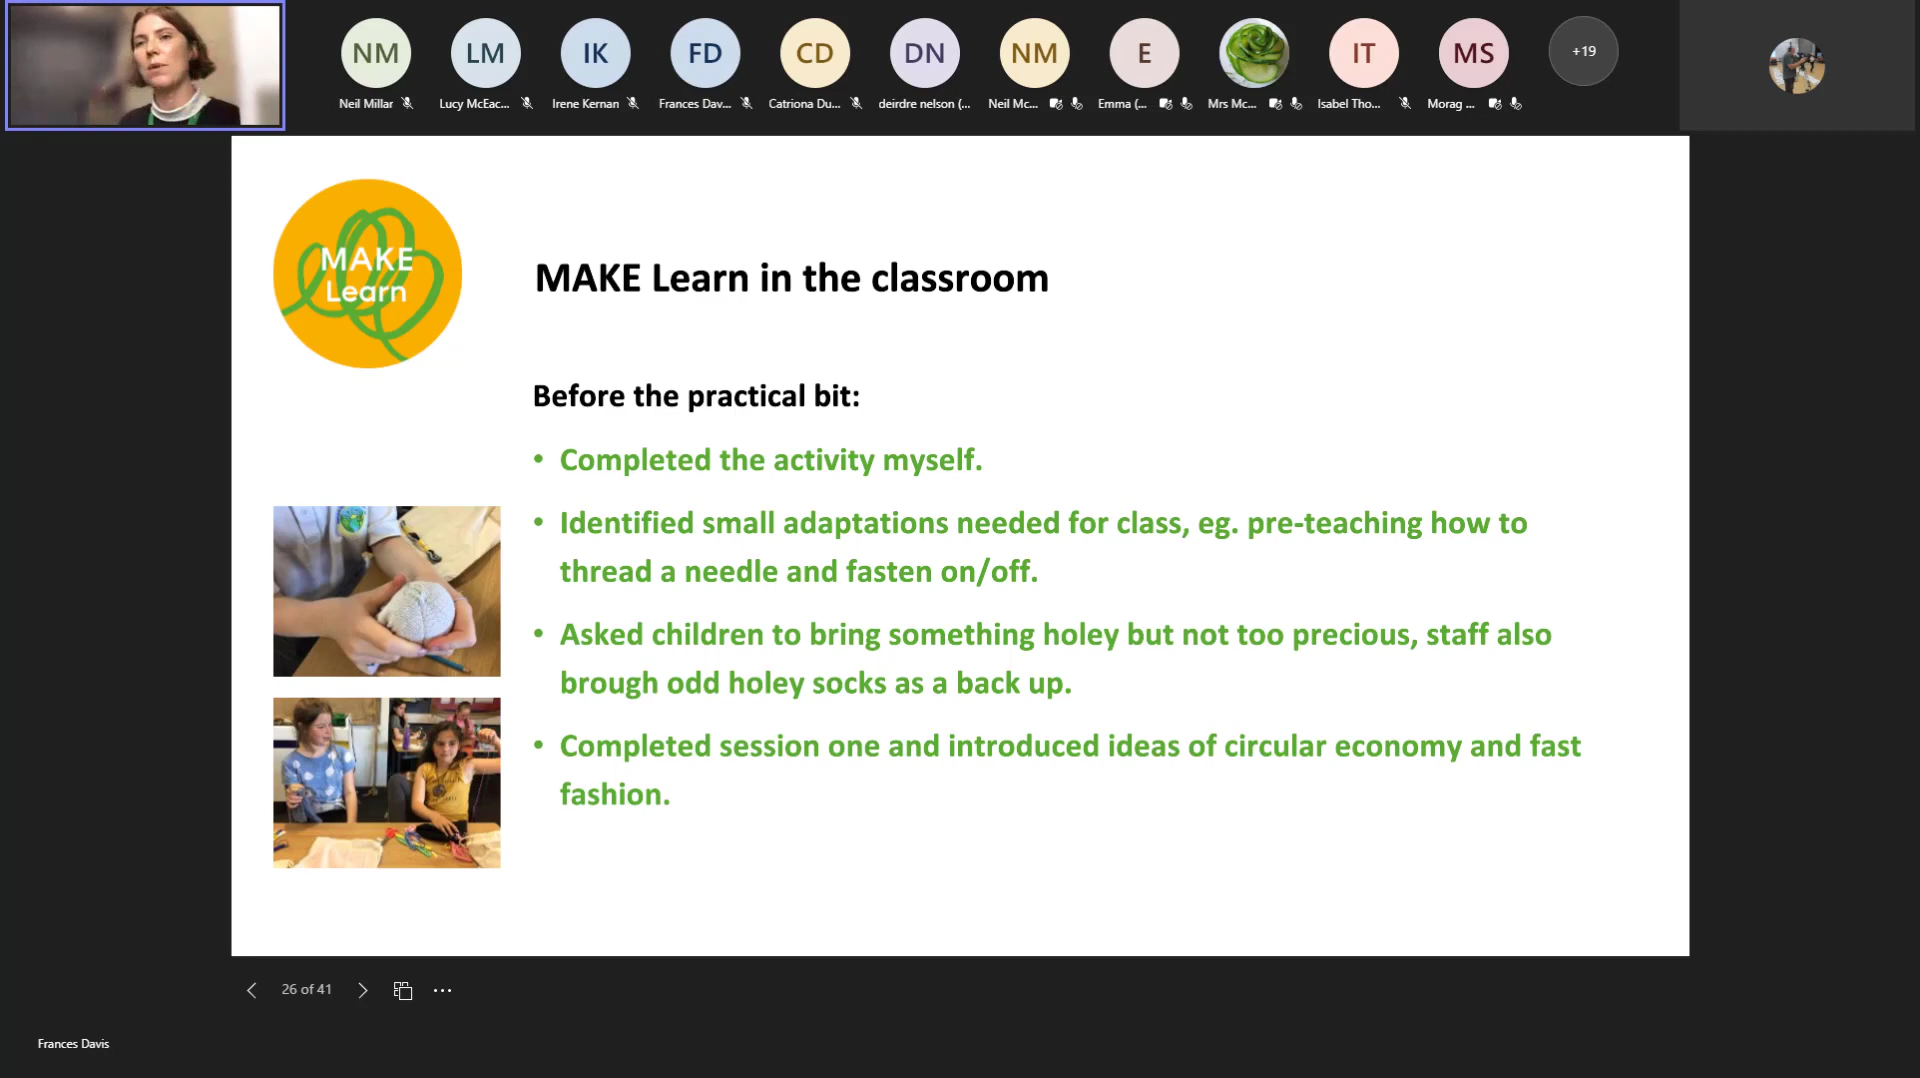 NM
LM
IK
FD
CD
DN
NM
E
IT
MS
+19
Neil Millar
Lucy McEac...
Irene Kernan
Frances Dav...
Catriona Du...
deirdre nelson (...
Neil Mc...
Emma (...
Mrs Mc...
Isabel Tho...
Morag ...
MAKE
Learn
MAKE Learn in the classroom
Before the practical bit:
• Completed the activity myself.
• Identified small adaptations needed for class, eg. pre-teaching how to
thread a needle and fasten on/off.
• Asked children to bring something holey but not too precious, staff also
brough odd holey socks as a back up.
• Completed session one and introduced ideas of circular economy and fast
fashion.
26 of 41
Frances Davis